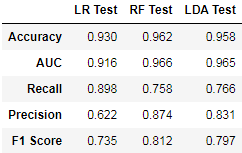 LR Test RF Test LDA Test
Accuracy 0.930 0.962 0.958
AUC 0.916 0.966 0.965
Recall 0.898 0.758 0.766
Precision 0.622 0.874 0.831
F1 Score 0.735 0.812 0.797